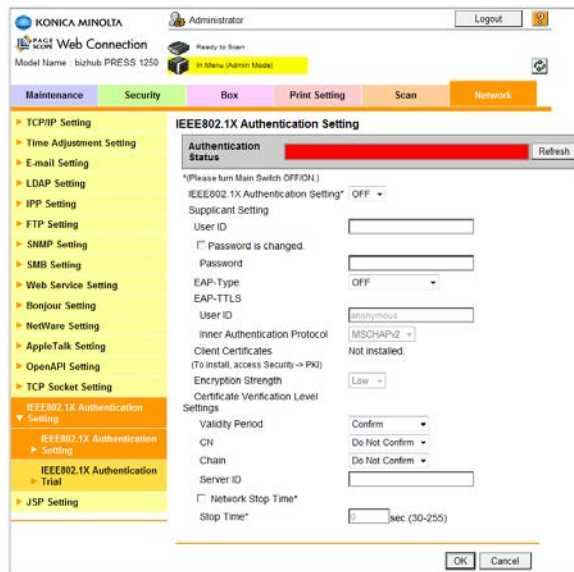 KONICA MINOLTA
Administrator
Logout
?
PAGE SCOPE Web Connection
Ready to Scan
Model Name : bizhub PRESS 1250
In Menu (Admin Mode)
Maintenance Security Box Print Setting Scan Network
TCP/IP Setting
Time Adjustment Setting
E-mail Setting
LDAP Setting
IPP Setting
FTP Setting
SNMP Setting
SMB Setting
Web Service Setting
Bonjour Setting
NetWare Setting
AppleTalk Setting
OpenAPI Setting
TCP Socket Setting
IEEE802.1X Authentication
Setting
IEEE802.1X Authentication
Setting
IEEE802.1X Authentication
Trial
JSP Setting
IEEE802.1X Authentication Setting
Authentication
Status
Refresh
*(Please turn Main Switch OFF/ON.)
IEEE802.1X Authentication Setting* OFF
Supplicant Setting
User ID
Password is changed.
Password
EAP-Type OFF
EAP-TTLS
User ID anonymous
Inner Authentication Protocol MSCHAPv2
Client Certificates Not installed.
(To install, access Security -> PKI)
Encryption Strength Low
Certificate Verification Level
Settings
Validity Period Confirm
CN Do Not Confirm
Chain Do Not Confirm
Server ID
Network Stop Time*
Stop Time* 0 sec.(30-255)
OK Cancel